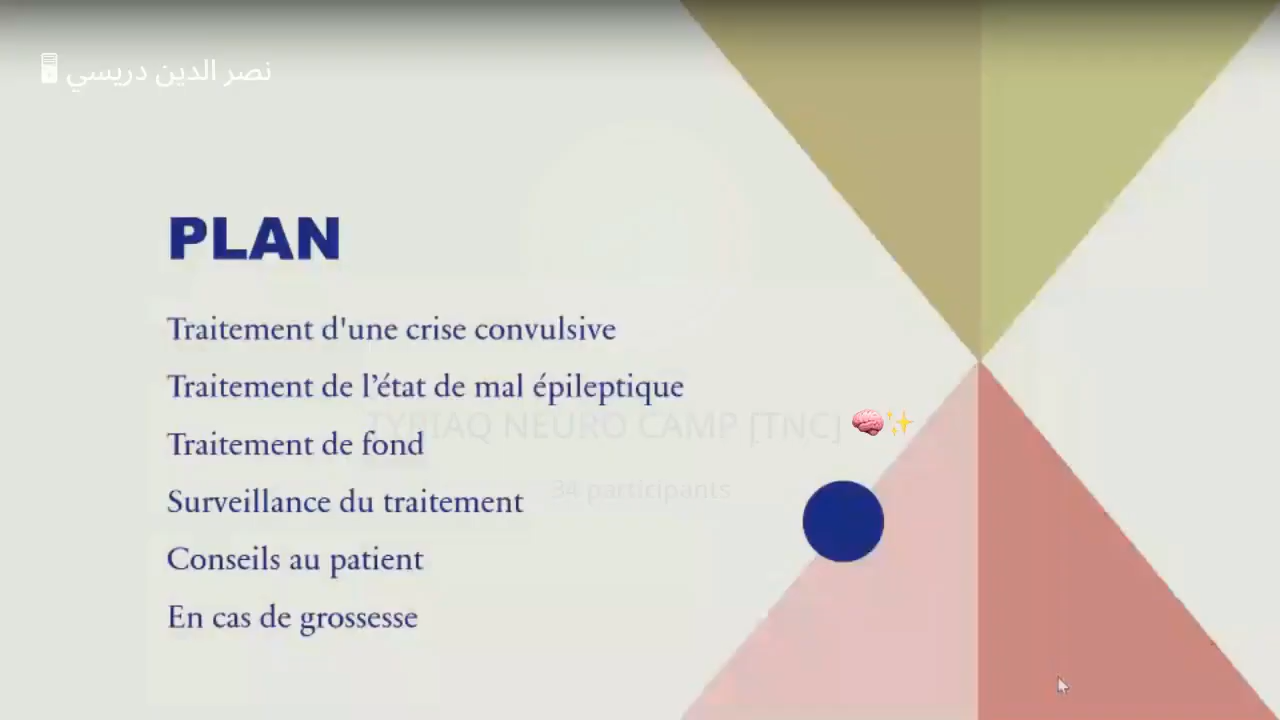 نصر الدين دريسي
PLAN
Traitement d'une crise convulsive
Traitement de l’état de mal épileptique
TYRIAQ NEURO CAMP [TNC] 🧠✨
Traitement de fond
34 participants
Surveillance du traitement
Conseils au patient
En cas de grossesse